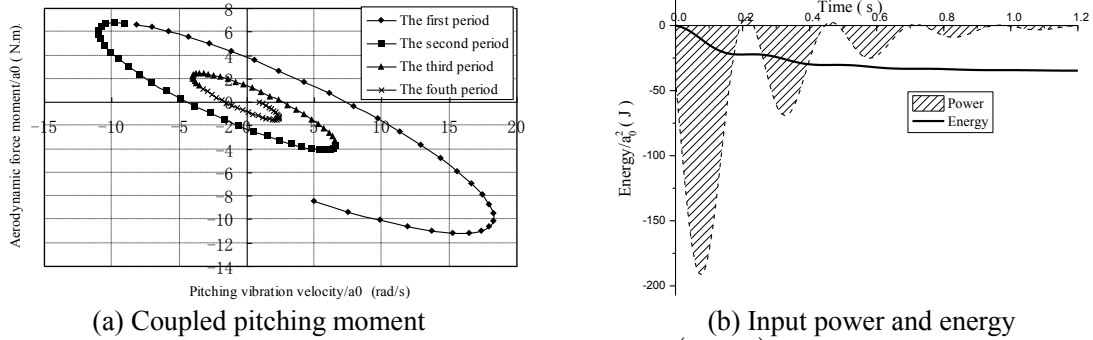 Aerodynamic force moment/a0 ( N.m).
8
6
4
2
0
−2
−4
−6
−8
−10
−12
−14
−15
−10
−5
0
5
10
15
20
The first period
The second period
The third period
The fouth period
Pitching vibration velocity/a0 (rad/s)
(a) Coupled pitching moment
Time ( s )
0.0
0.2
0.4
0.6
0.8
1.0
1.2
0
-50
-100
-150
-200
Energy/a₀² ( J )
Power
Energy
(b) Input power and energy